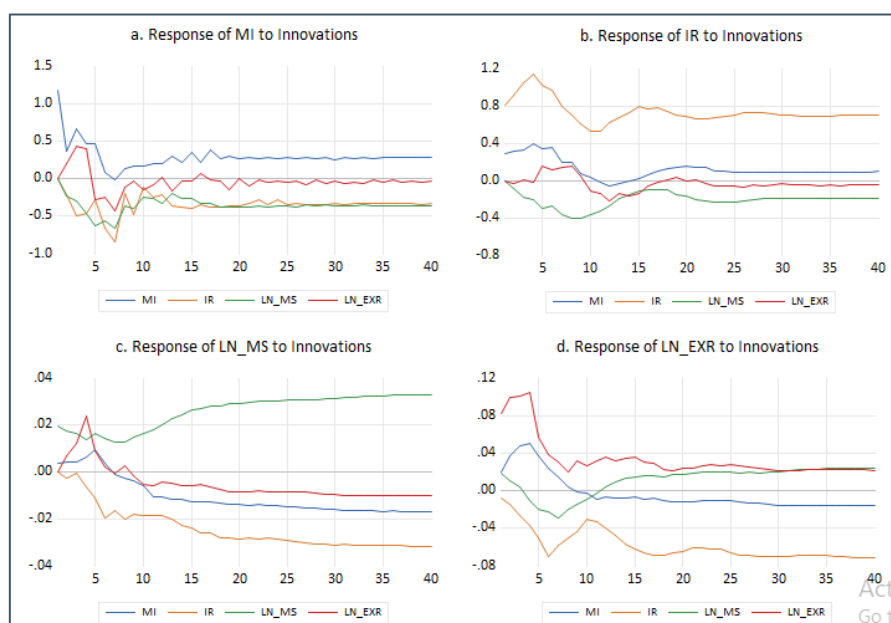 a. Response of MI to Innovations
1.5
1.0
0.5
0.0
-0.5
-1.0
5 10 15 20 25 30 35 40
MI IR LN_MS LN_EXR
b. Response of IR to Innovations
1.2
0.8
0.4
0.0
-0.4
-0.8
5 10 15 20 25 30 35 40
MI IR LN_MS LN_EXR
c. Response of LN_MS to Innovations
.04
.02
.00
-.02
-.04
5 10 15 20 25 30 35 40
MI IR LN_MS LN_EXR
d. Response of LN_EXR to Innovations
.12
.08
.04
.00
-.04
-.08
5 10 15 20 25 30 35 40
MI IR LN_MS LN_EXR
Act
Go t